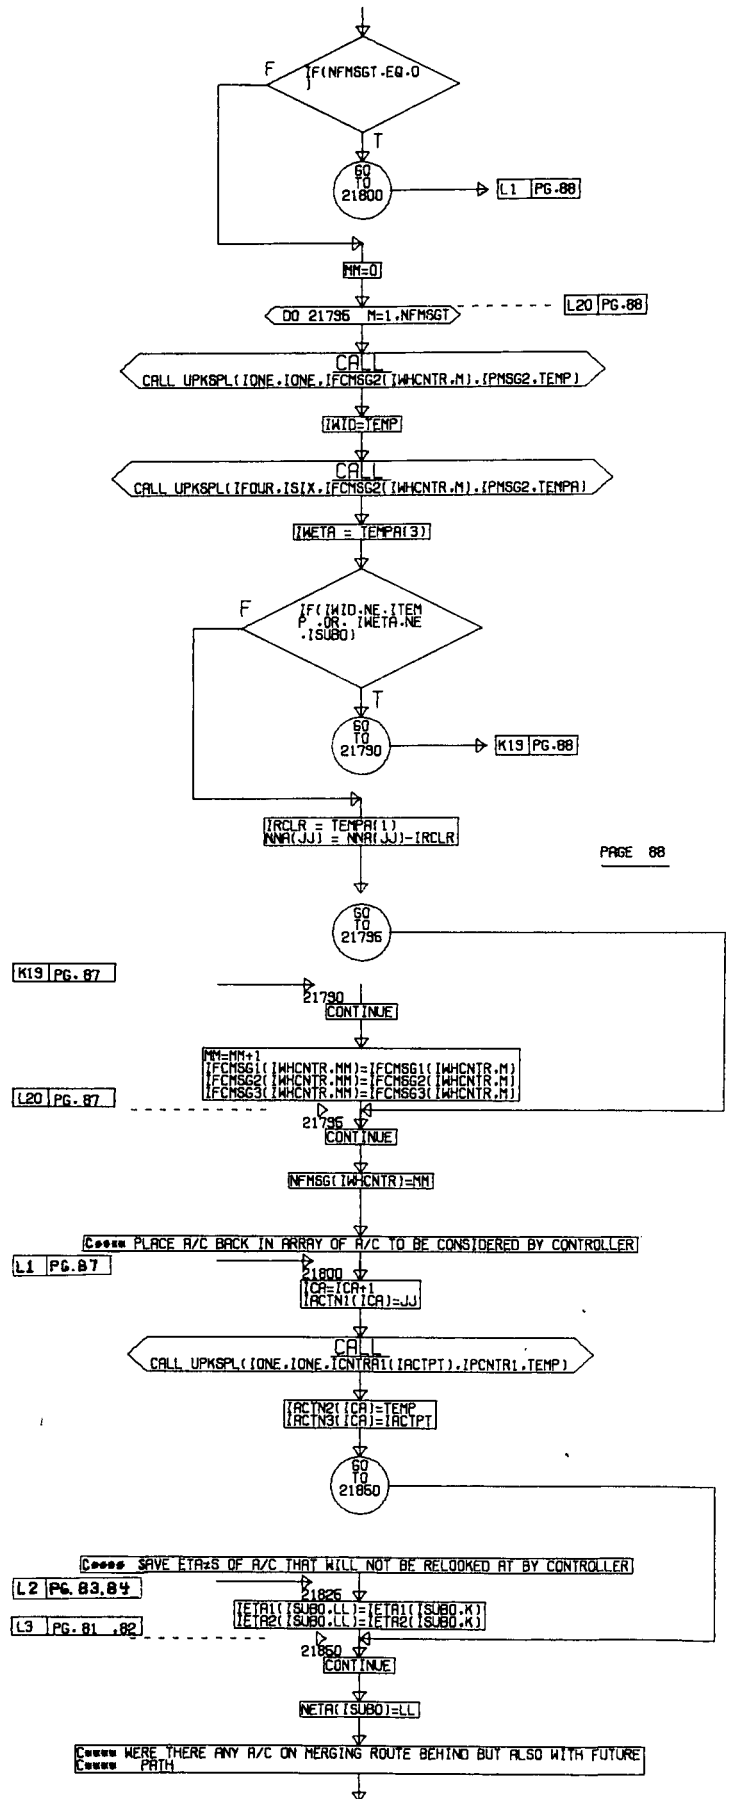 F
IF(NFMSGT.EQ.0
)
T
GO
TO
21800
L1 PG.88
MM=0
DO 21795 M=1,NFMSGT
L20 PG.88
CALL
CALL UPKSPL(IONE,IONE,IFCMSG2(IWHCNTR,M),IPMSG2,TEMP)
IWID=TEMP
CALL
CALL UPKSPL(IFOUR,ISIX,IFCMSG2(IWHCNTR,M),IPMSG2,TEMPA)
IWETA = TEMPA(3)
F
IF(IWID.NE.ITEM
P .OR. IWETA.NE
.ISUBO)
T
GO
TO
21790
K19 PG.88
IRCLR = TEMPA(1)
NNA(JJ) = NNA(JJ)-IRCLR
PAGE 88
GO
TO
21795
K19 PG.87
21790
CONTINUE
MM=MM+1
IFCMSG1(IWHCNTR,MM)=IFCMSG1(IWHCNTR,M)
IFCMSG2(IWHCNTR,MM)=IFCMSG2(IWHCNTR,M)
IFCMSG3(IWHCNTR,MM)=IFCMSG3(IWHCNTR,M)
L20 PG.87
21795
CONTINUE
NFMSG(IWHCNTR)=MM
C**** PLACE A/C BACK IN ARRAY OF A/C TO BE CONSIDERED BY CONTROLLER
L1 PG.87
21800
ICA=ICA+1
IACTN1(ICA)=JJ
CALL
CALL UPKSPL(IONE,IONE,ICNTRA1(IACTPT),IPCNTR1,TEMP)
IACTN2(ICA)=TEMP
IACTN3(ICA)=IACTPT
GO
TO
21850
C**** SAVE ETA≠S OF A/C THAT WILL NOT BE RELOOKED AT BY CONTROLLER
L2 PG. 83,84
21825
IETA1(ISUBO,LL)=IETA1(ISUBO,K)
IETA2(ISUBO,LL)=IETA2(ISUBO,K)
L3 PG. 81 ,82
21850
CONTINUE
NETA(ISUBO)=LL
C**** WERE THERE ANY A/C ON MERGING ROUTE BEHIND BUT ALSO WITH FUTURE
C**** PATH